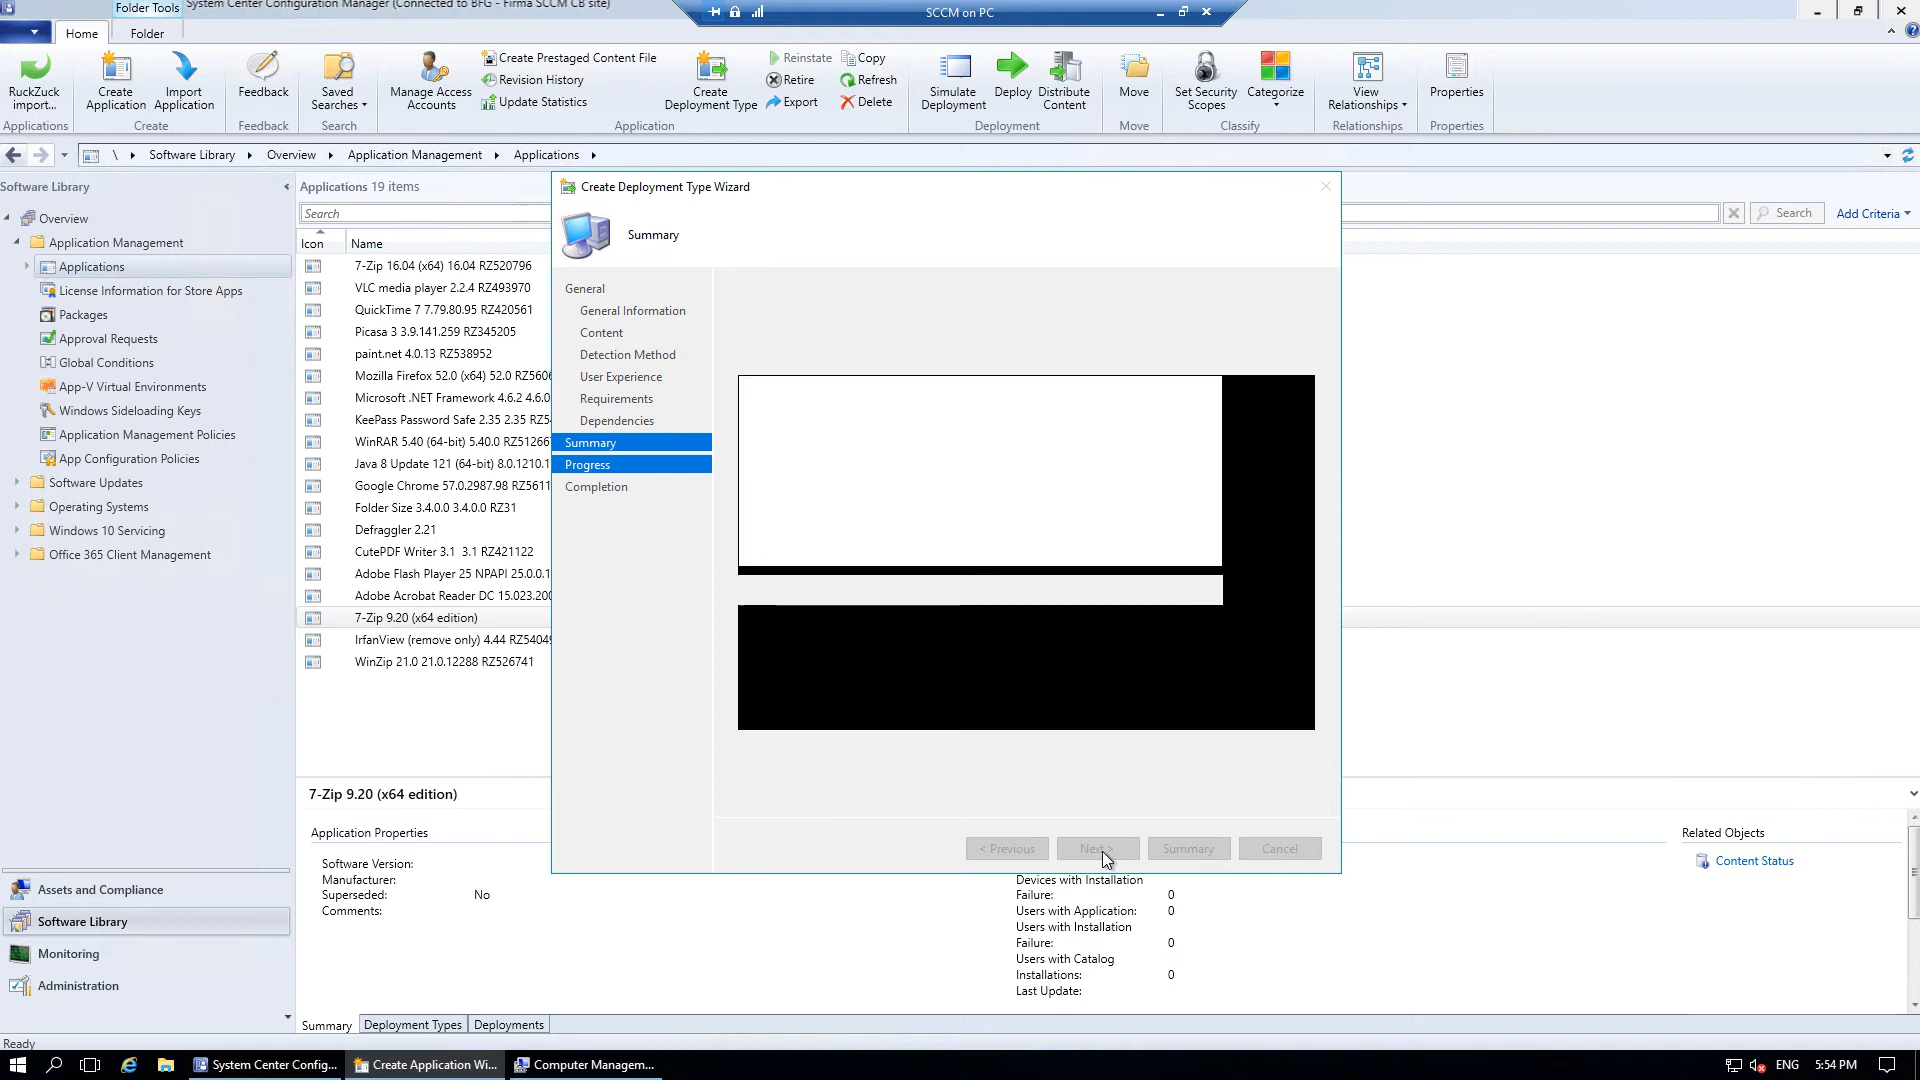 Folder Tools
System Center Configuration Manager (Connected to BFG - Firma SCCM CB site)
SCCM on PC
Home
Folder
RuckZuck import...
Applications
Create Application
Import Application
Create
Feedback
Feedback
Saved Searches
Search
Manage Access Accounts
Create Prestaged Content File
Revision History
Update Statistics
Create Deployment Type
Reinstate
Retire
Export
Copy
Refresh
Delete
Application
Simulate Deployment
Deploy
Distribute Content
Deployment
Move
Move
Set Security Scopes
Categorize
Classify
View Relationships
Relationships
Properties
Properties
\ Software Library Overview Application Management Applications
Software Library
Overview
Application Management
Applications
License Information for Store Apps
Packages
Approval Requests
Global Conditions
App-V Virtual Environments
Windows Sideloading Keys
Application Management Policies
App Configuration Policies
Software Updates
Operating Systems
Windows 10 Servicing
Office 365 Client Management
Assets and Compliance
Software Library
Monitoring
Administration
Applications 19 items
Search
Search
Add Criteria
Icon Name
7-Zip 16.04 (x64) 16.04 RZ520796
VLC media player 2.2.4 RZ493970
QuickTime 7 7.79.80.95 RZ420561
Picasa 3 3.9.141.259 RZ345205
paint.net 4.0.13 RZ538952
Mozilla Firefox 52.0 (x64) 52.0 RZ560
Microsoft .NET Framework 4.6.2 4.6.0
KeePass Password Safe 2.35 2.35 RZ5
WinRAR 5.40 (64-bit) 5.40.0 RZ51266
Java 8 Update 121 (64-bit) 8.0.1210.1
Google Chrome 57.0.2987.98 RZ5611
Folder Size 3.4.0.0 3.4.0.0 RZ31
Defraggler 2.21
CutePDF Writer 3.1 3.1 RZ421122
Adobe Flash Player 25 NPAPI 25.0.0.1
Adobe Acrobat Reader DC 15.023.200
7-Zip 9.20 (x64 edition)
IrfanView (remove only) 4.44 RZ5404
WinZip 21.0 21.0.12288 RZ526741
Create Deployment Type Wizard
Summary
General
General Information
Content
Detection Method
User Experience
Requirements
Dependencies
Summary
Progress
Completion
< Previous
Next >
Summary
Cancel
7-Zip 9.20 (x64 edition)
Application Properties
Software Version:
Manufacturer:
Superseded: No
Comments:
Devices with Installation
Failure: 0
Users with Application: 0
Users with Installation
Failure: 0
Users with Catalog
Installations: 0
Last Update:
Related Objects
Content Status
Summary
Deployment Types
Deployments
Ready
System Center Config...
Create Application Wi...
Computer Managem...
ENG
5:54 PM